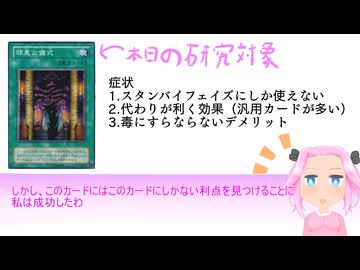 邪悪な儀式
←本日の研究対象
症状
1.スタンバイフェイズにしか使えない
2.代わりが利く効果（汎用カードが多い）
3.毒にすらならないデメリット
しかし、このカードにはこのカードにしかない利点を見つけることに
私は成功したわ